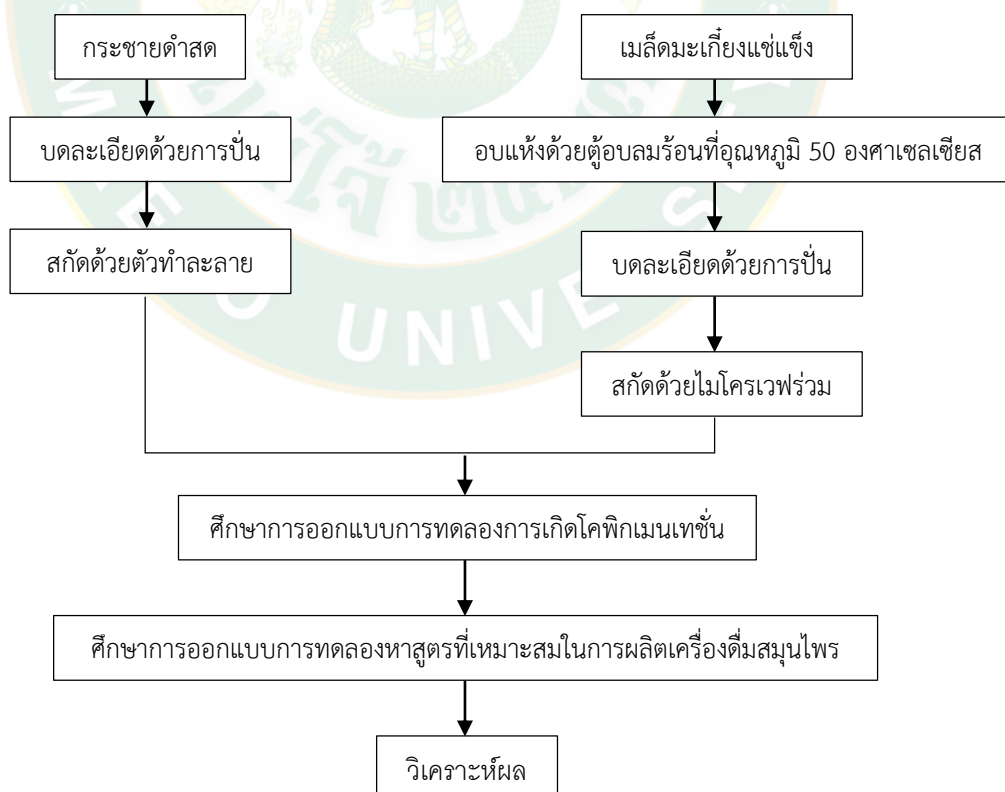 กระชายดำสด
เมล็ดมะเกี๋ยงแช่แข็ง
บดละเอียดด้วยการปั่น
อบแห้งด้วยตู้อบลมร้อนที่อุณหภูมิ 50 องศาเซลเซียส
สกัดด้วยตัวทำละลาย
บดละเอียดด้วยการปั่น
สกัดด้วยไมโครเวฟร่วม
ศึกษาการออกแบบการทดลองการเกิดโคพิกเมนเทชั่น
ศึกษาการออกแบบการทดลองหาสูตรที่เหมาะสมในการผลิตเครื่องดื่มสมุนไพร
วิเคราะห์ผล
UNIVE